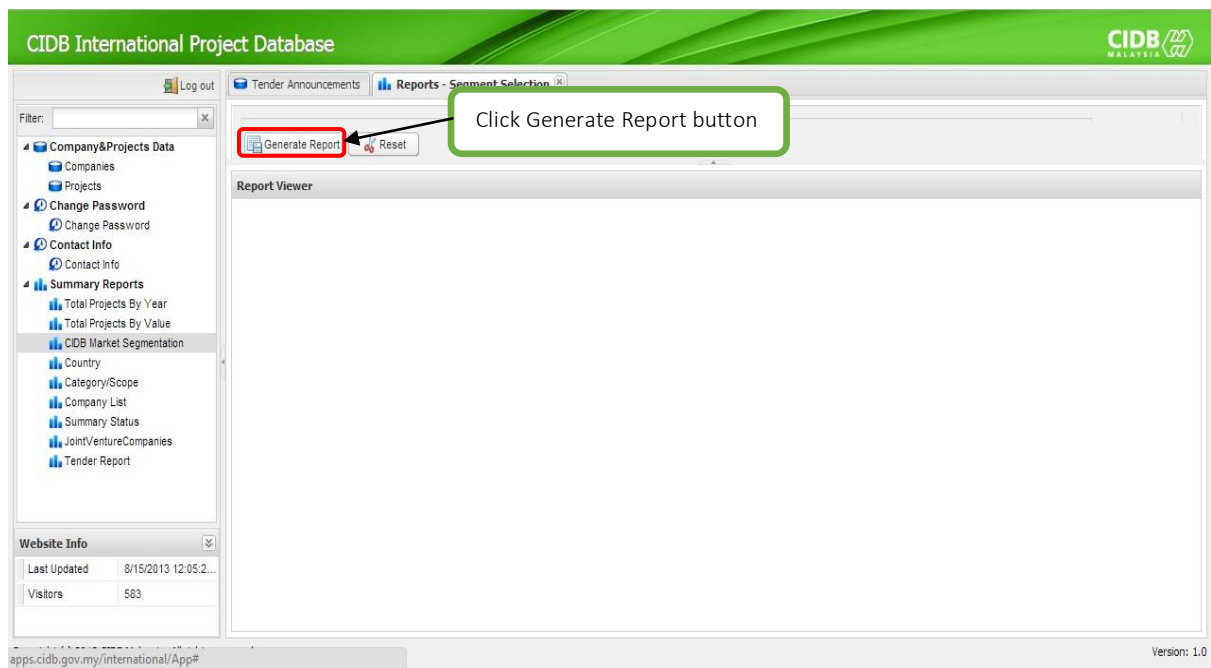 CIDB International Project Database
CIDB
MALAYSIA
Log out
Tender Announcements
Reports - Segment Selection
Filter:
Click Generate Report button
Generate Report
Reset
Company&Projects Data
Companies
Projects
Change Password
Change Password
Contact Info
Contact Info
Summary Reports
Total Projects By Year
Total Projects By Value
CIDB Market Segmentation
Country
Category/Scope
Company List
Summary Status
JointVentureCompanies
Tender Report
Report Viewer
Website Info
Last Updated 8/15/2013 12:05:2...
Visitors 583
apps.cidb.gov.my/international/App#
Version: 1.0